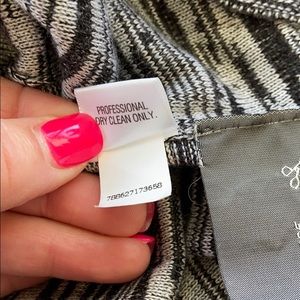 PROFESSIONAL
DRY CLEAN ONLY.
788627173658